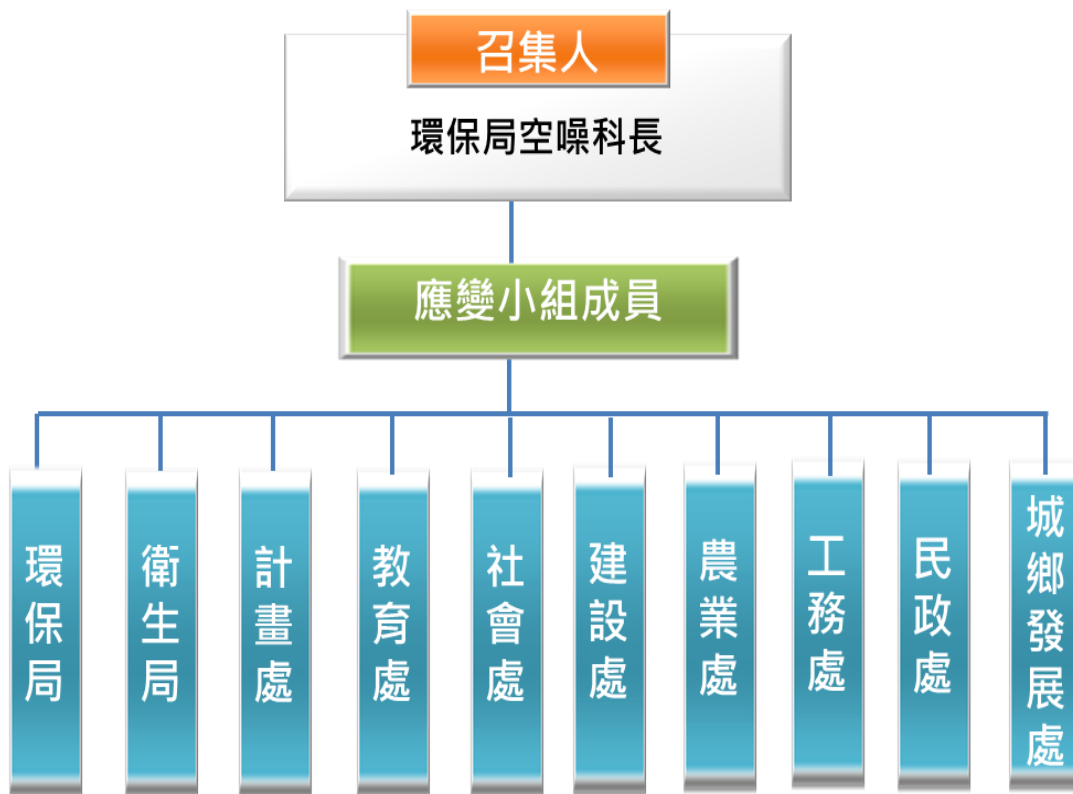 召集人
環保局空噪科長
應變小組成員
環保局
衛生局
計畫處
教育處
社會處
建設處
農業處
工務處
民政處
城鄉發展處